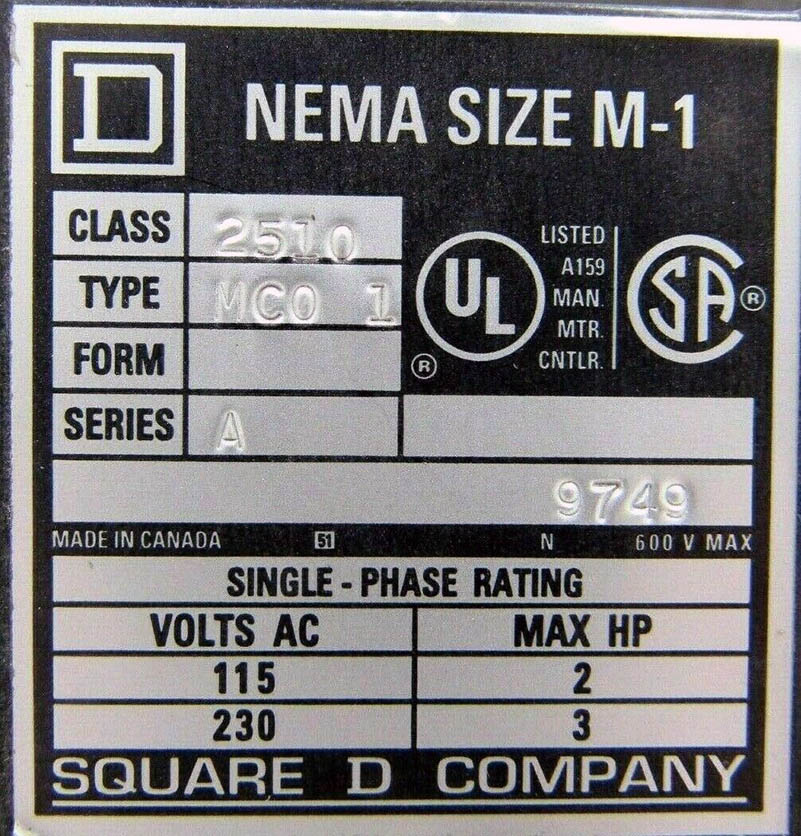 D NEMA SIZE M-1
CLASS 2510
TYPE MCO 1
FORM
SERIES A
UL ®
LISTED
A159
MAN.
MTR.
CNTLR.
SA ®
9749
MADE IN CANADA 51 N 600 V MAX
SINGLE-PHASE RATING
VOLTS AC MAX HP
115 2
230 3
SQUARE D COMPANY